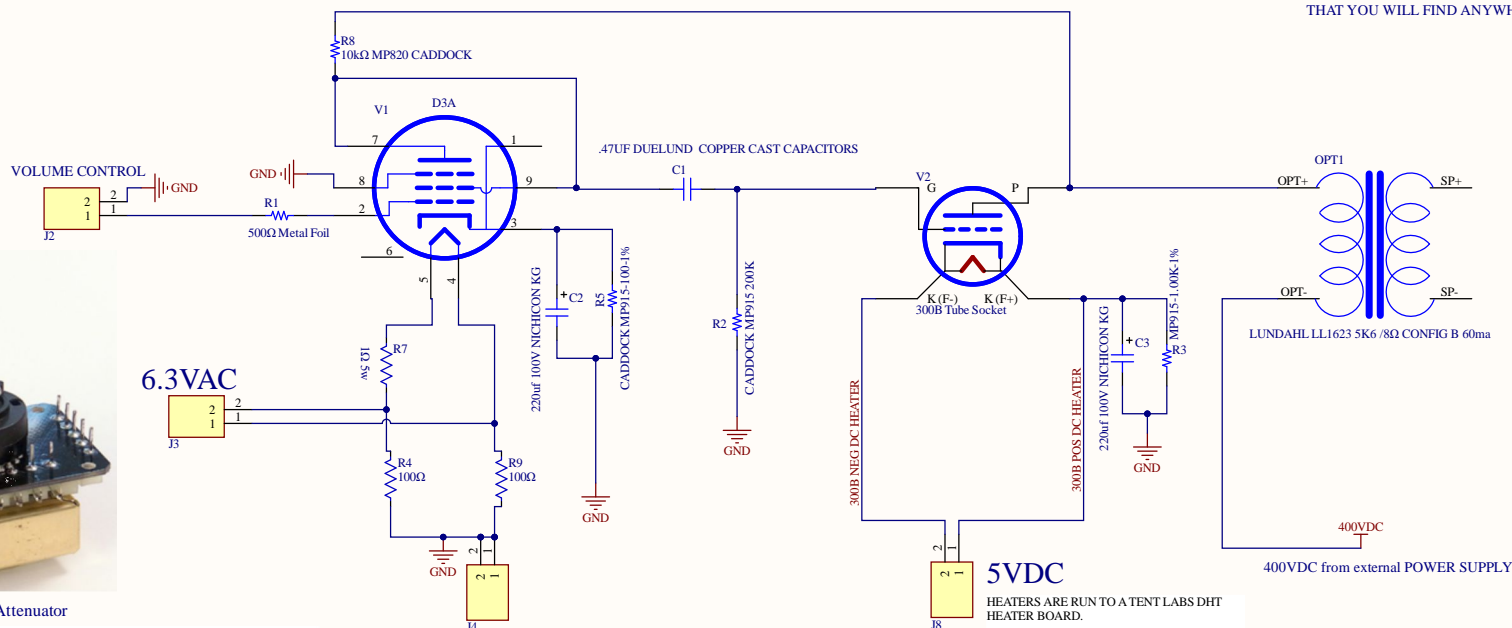 THAT YOU WILL FIND ANYWH
R8
10kΩ MP820 CADDOCK
D3A
V1
7
1
.47UF DUELUND COPPER CAST CAPACITORS
VOLUME CONTROL
GND
8
C1
9
V2
G
P
OPT1
OPT+
SP+
2
2
GND
1
1
R1
2
3
J2
500Ω Metal Foil
6
5
4
220uf 100V NICHICON KG
+
C2
R5
CADDOCK MP915-100-1%
R2
CADDOCK MP915 200K
K (F-)
K (F+)
300B Tube Socket
MP915-1.00K-1%
OPT-
SP-
LUNDAHL LL1623 5K6 /8Ω CONFIG B 60ma
220uf 100V NICHICON KG
+
C3
R3
1Ω 5w
R7
6.3VAC
2
2
1
1
J3
300B NEG DC HEATER
300B POS DC HEATER
GND
GND
R4
100Ω
R9
100Ω
GND
400VDC
GND
2
1
2
1
J4
2
1
2
1
J8
5VDC
400VDC from external POWER SUPPLY
HEATERS ARE RUN TO A TENT LABS DHT
HEATER BOARD.
Attenuator